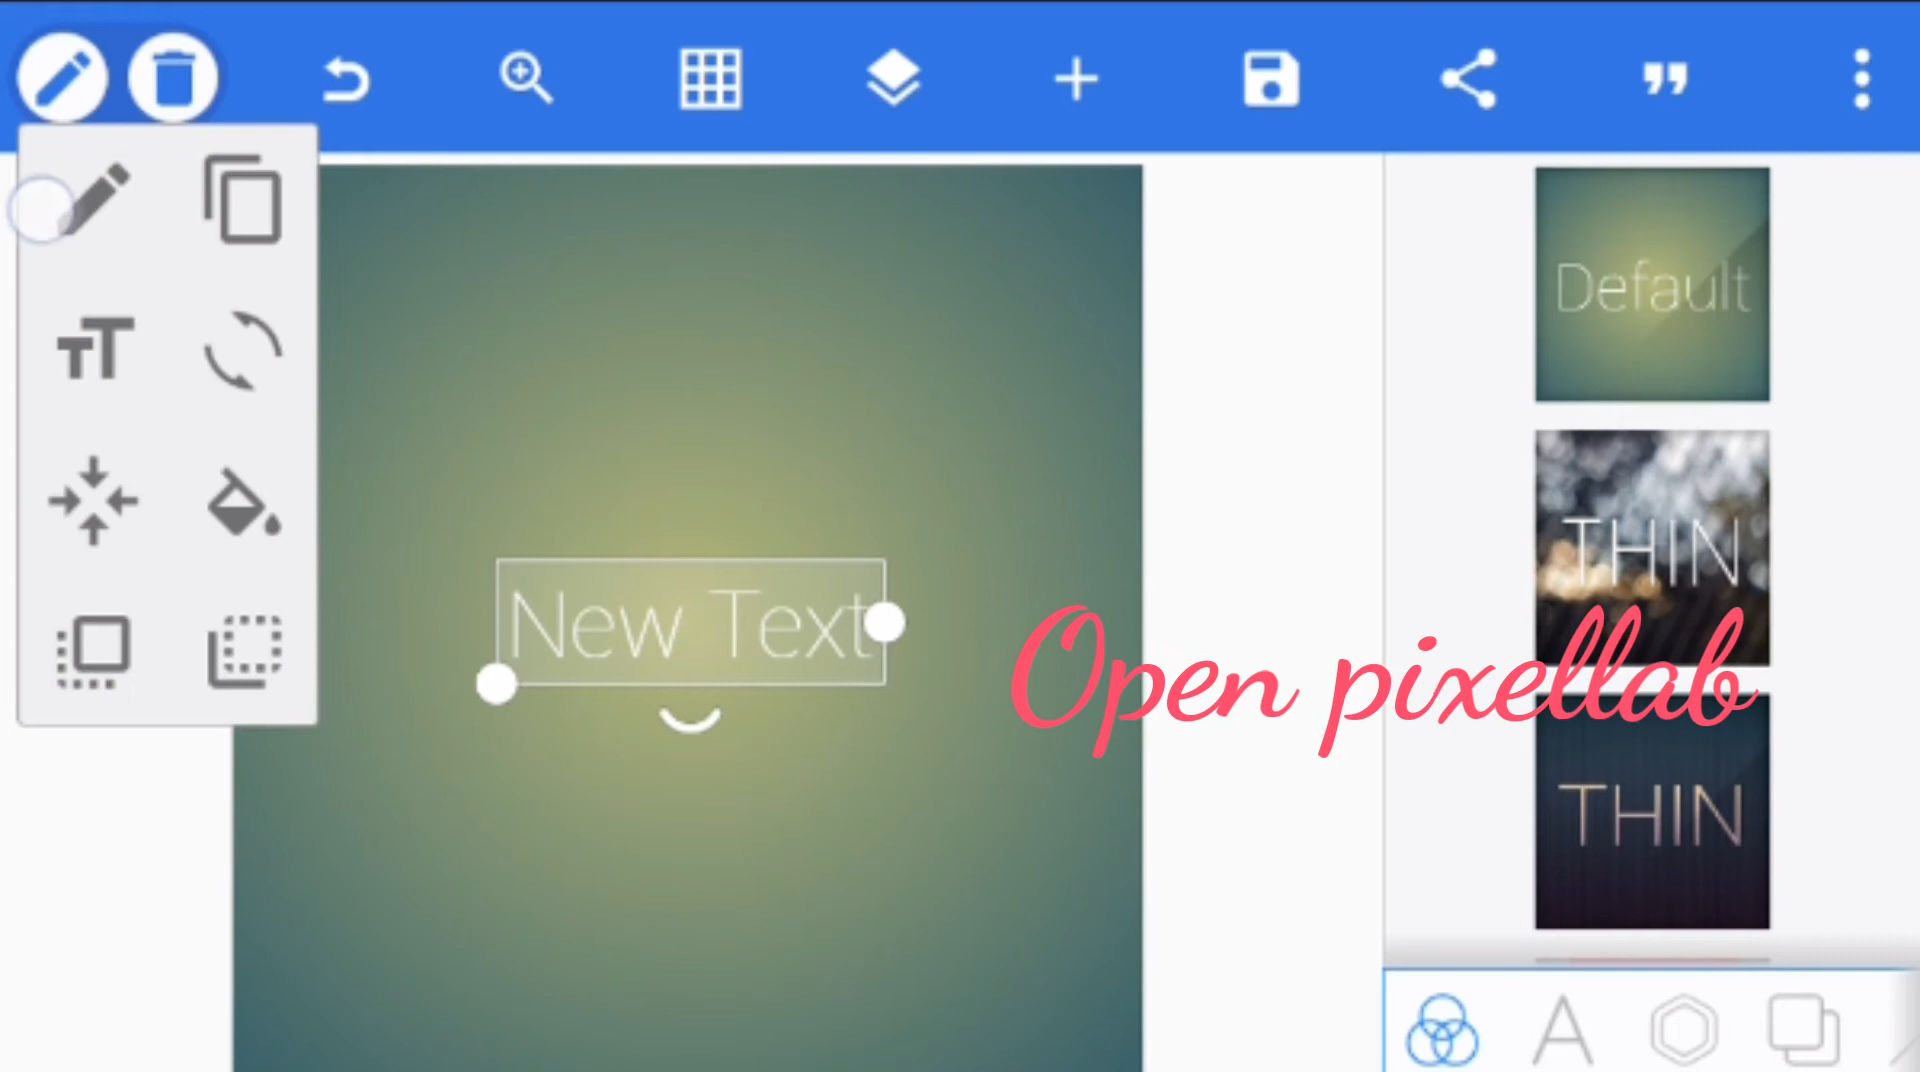 Default
THIN
New Text
Open pixellab
THIN